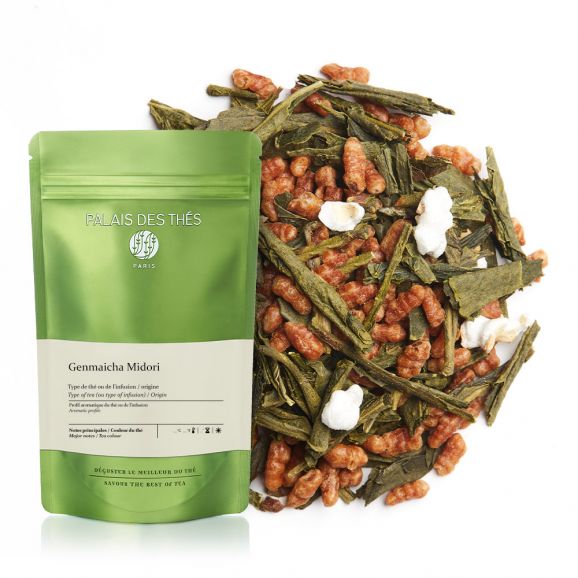 PALAIS DES THÉS
PARIS
Genmaicha Midori
Type de thé ou de l'infusion / origine
Type of tea (ou type of infusion) / Origin
Profil aromatique du thé ou de l'infusion
Aromatic profile
Notes principales / Couleur du thé
Major notes / Tea colour
DÉGUSTER LE MEILLEUR DU THÉ
SAVOUR THE BEST OF TEA